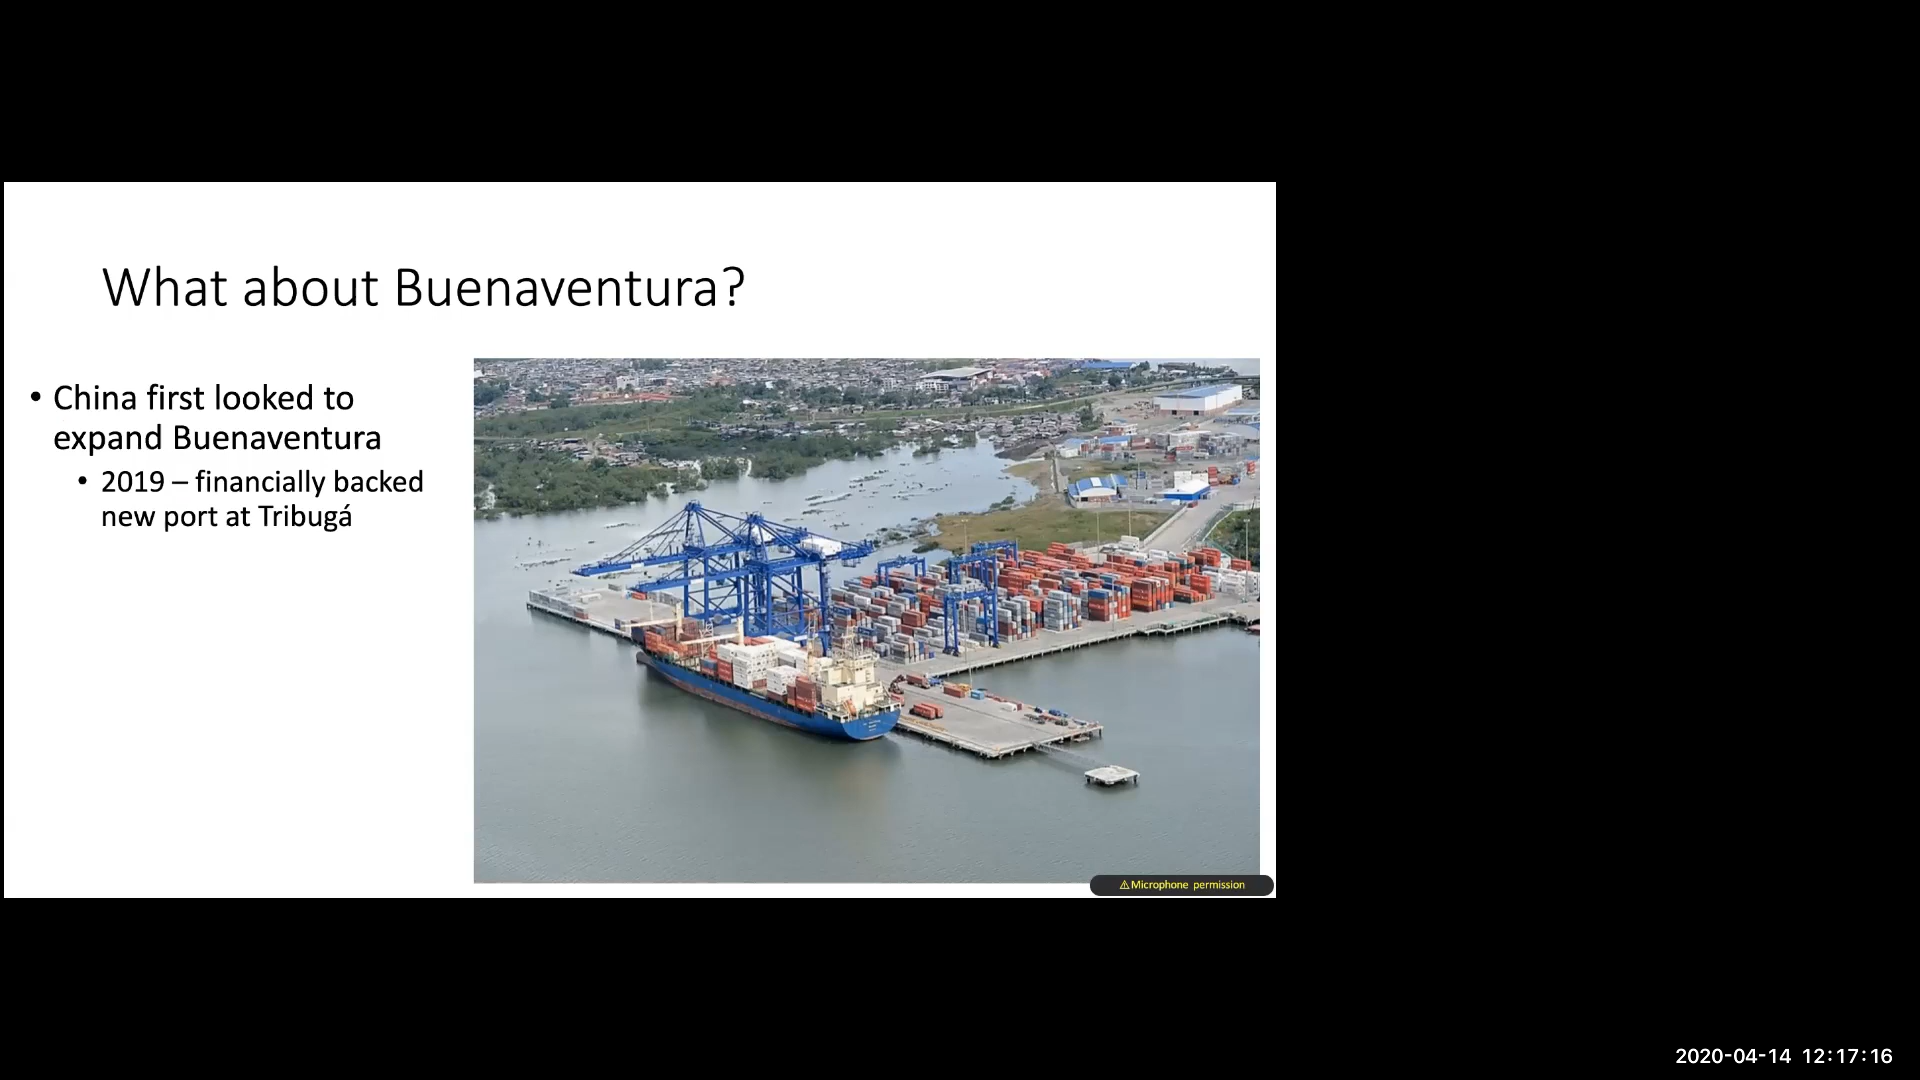 What about Buenaventura?
• China first looked to
expand Buenaventura
• 2019 – financially backed
new port at Tribugá
⚠Microphone permission
2020-04-14 12:17:16